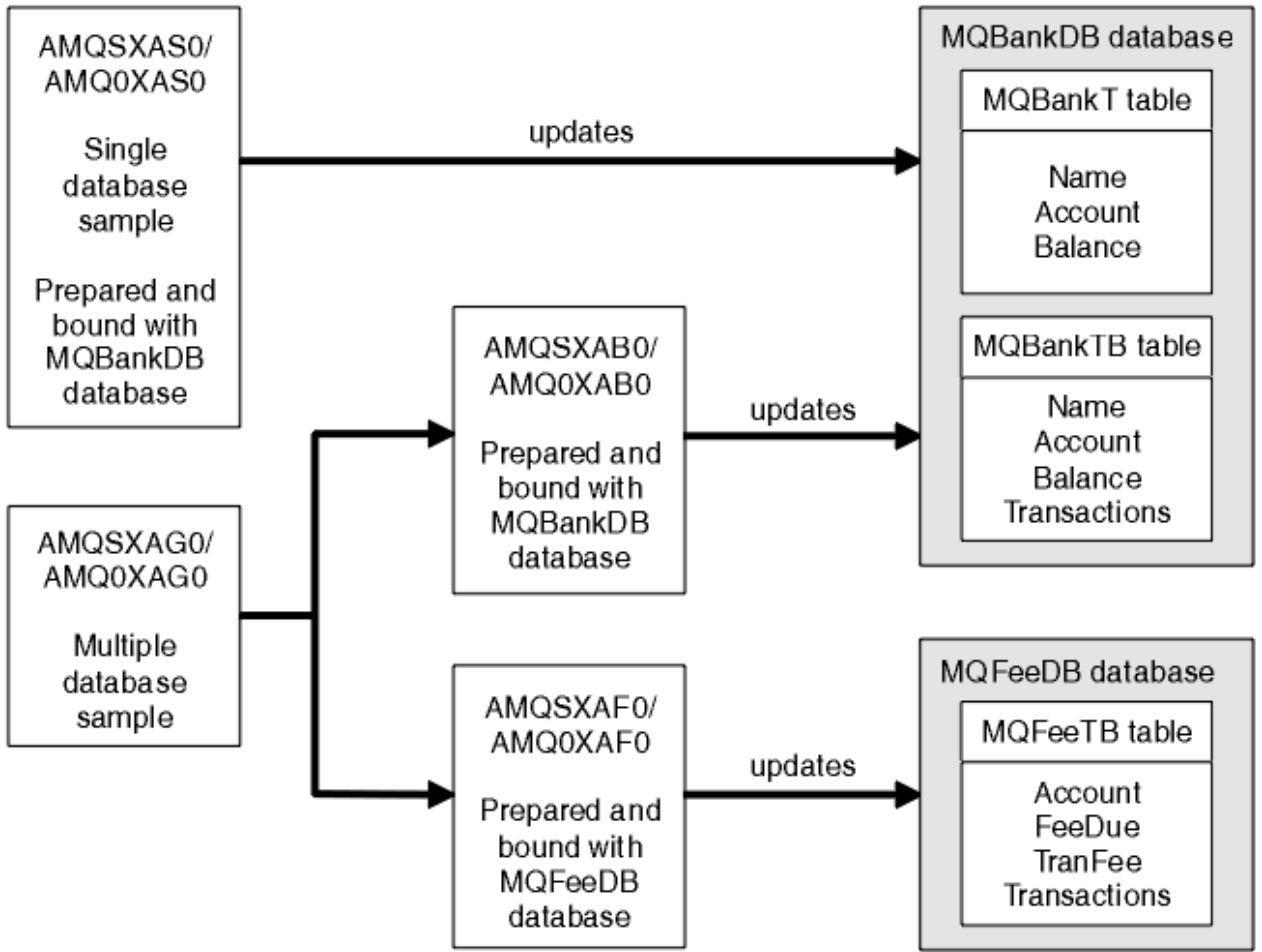 AMQSXAS0/
AMQ0XAS0
Single
database
sample
Prepared and
bound with
MQBankDB
database
updates
MQBankDB database
MQBankT table
Name
Account
Balance
MQBankTB table
Name
Account
Balance
Transactions
AMQSXAG0/
AMQ0XAG0
Multiple
database
sample
AMQSXAB0/
AMQ0XAB0
Prepared and
bound with
MQBankDB
database
updates
AMQSXAF0/
AMQ0XAF0
Prepared and
bound with
MQFeeDB
database
updates
MQFeeDB database
MQFeeTB table
Account
FeeDue
TranFee
Transactions